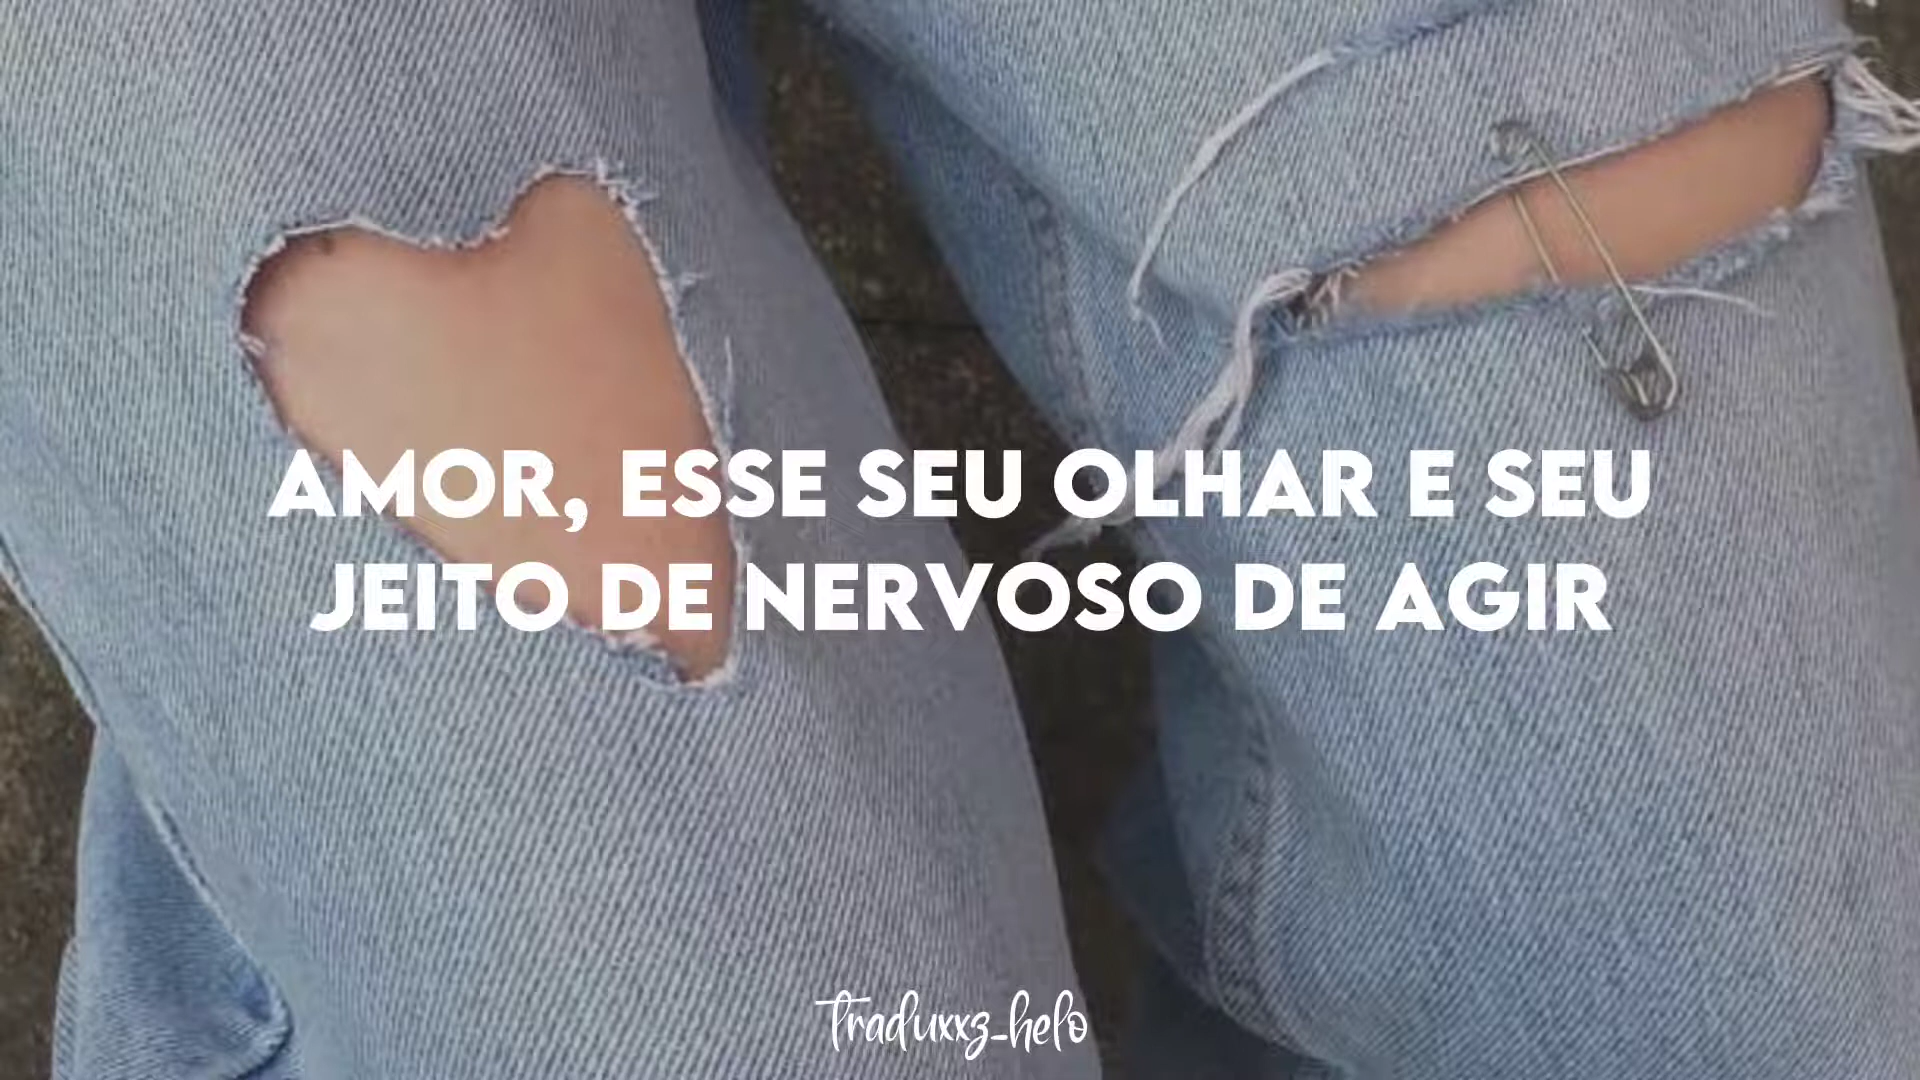 AMOR, ESSE SEU OLHAR E SEU
JEITO DE NERVOSO DE AGIR
traduxxz_helo